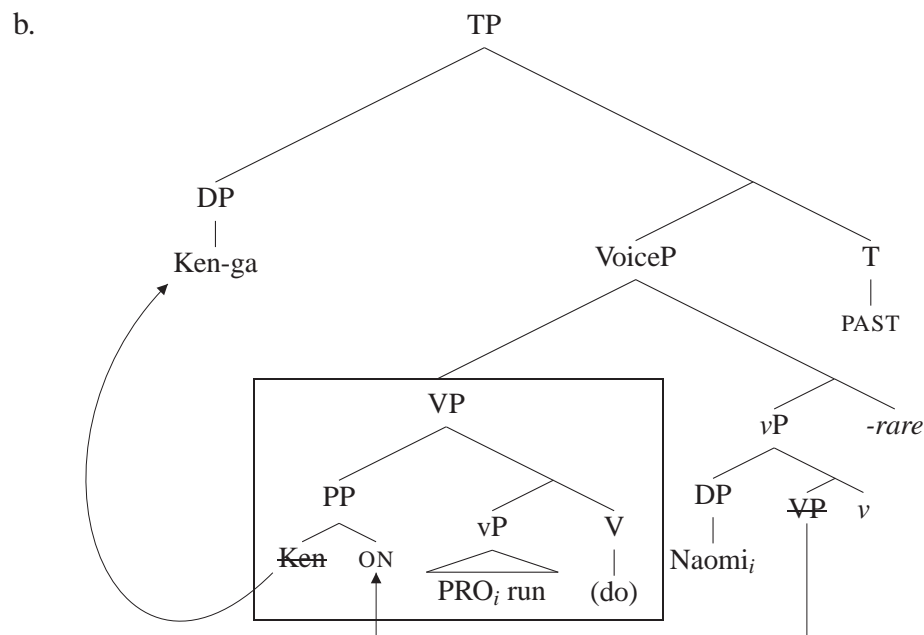 b.
TP
DP
Ken-ga
VoiceP T
PAST
VP
vP -rare
PP
DP
vP V
VP v
Ken ON
Naomiᵢ
PROᵢ run (do)